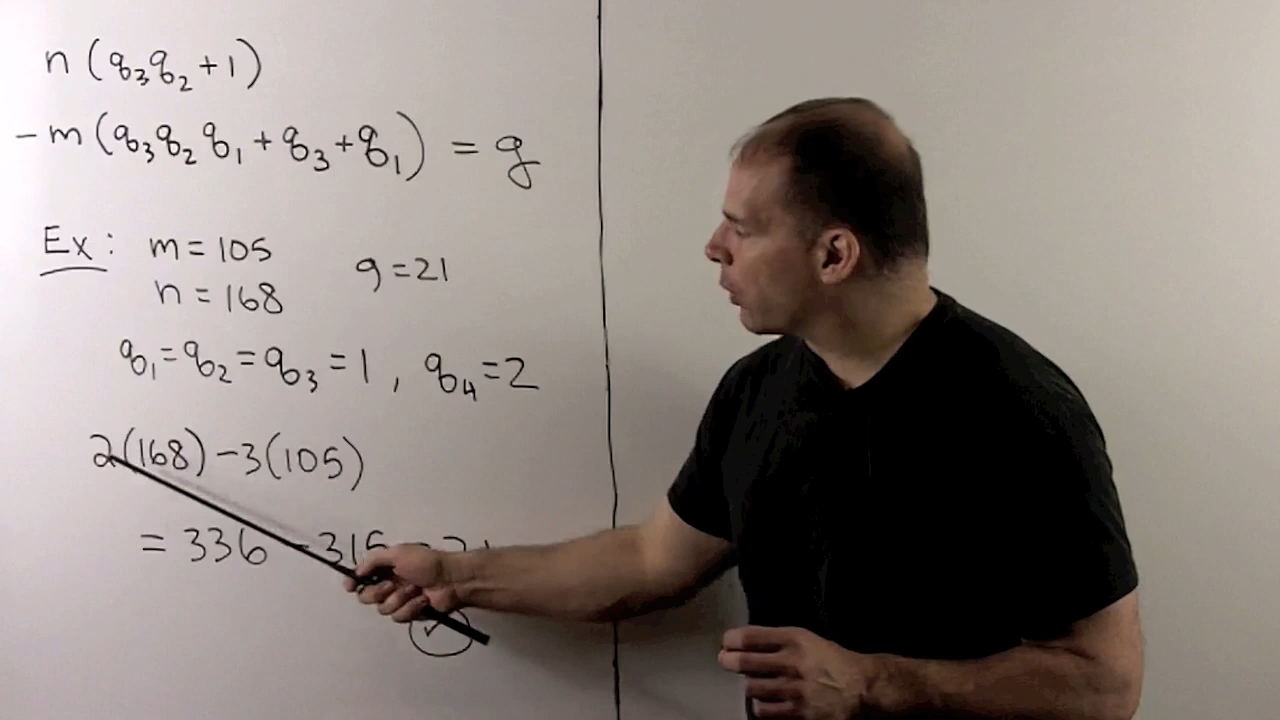 n(q₃q₂+1)
-m(q₃q₂q₁+q₃+q₁) = g
Ex: m=105
n=168
g=21
q₁=q₂=q₃=1, q₄=2
2(168)-3(105)
=336-315=21
✓